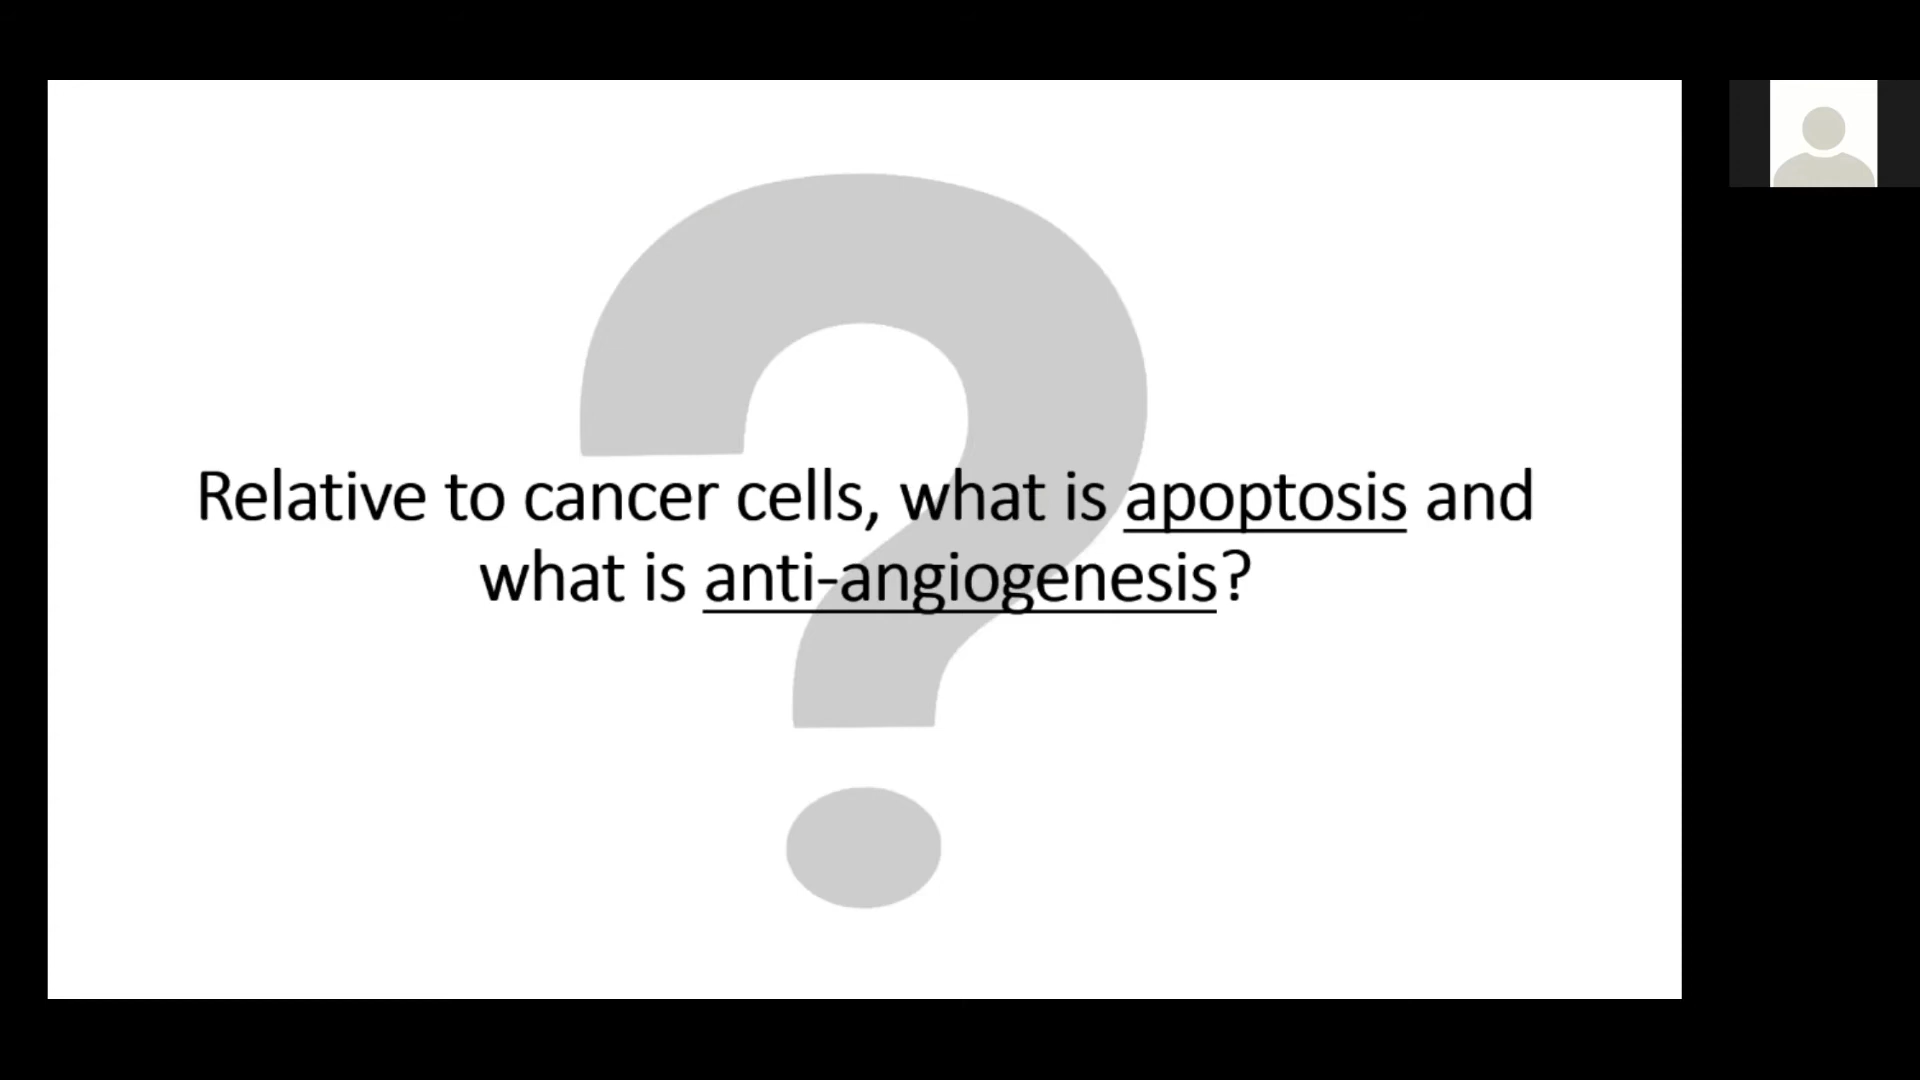 Relative to cancer cells, what is apoptosis and
what is anti-angiogenesis?